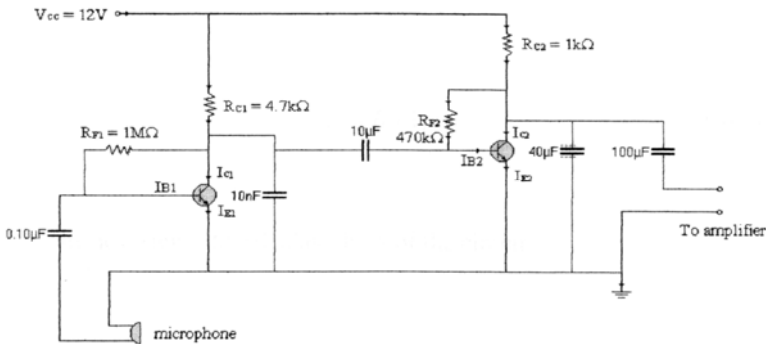 Vcc = 12V
RC2 = 1kΩ
RC1 = 4.7kΩ
RF1 = 1MΩ
RF2
470kΩ
10μF
IC1
IB1
IE1
10nF
IC2
IB2
IE2
40μF
100μF
0.10μF
To amplifier
microphone